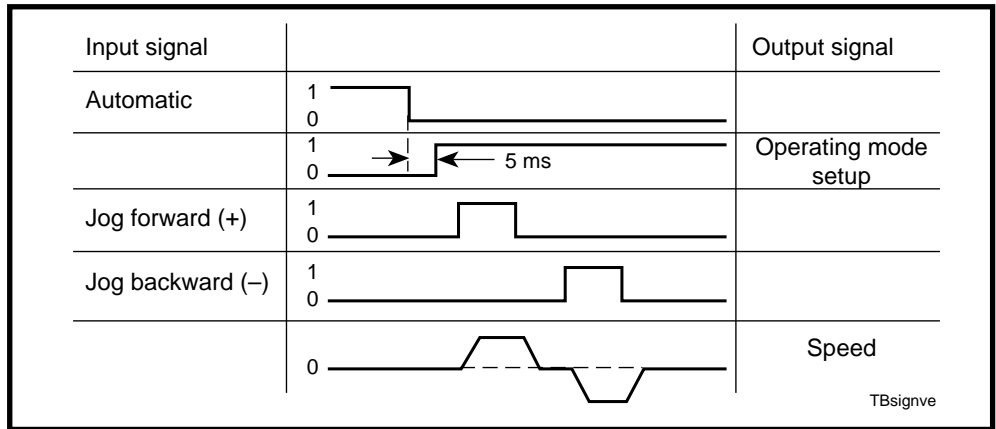 Input signal
Output signal
Automatic
1
0
1
0
5 ms
Operating mode
setup
Jog forward (+)
1
0
Jog backward (–)
1
0
0
Speed
TBsignve